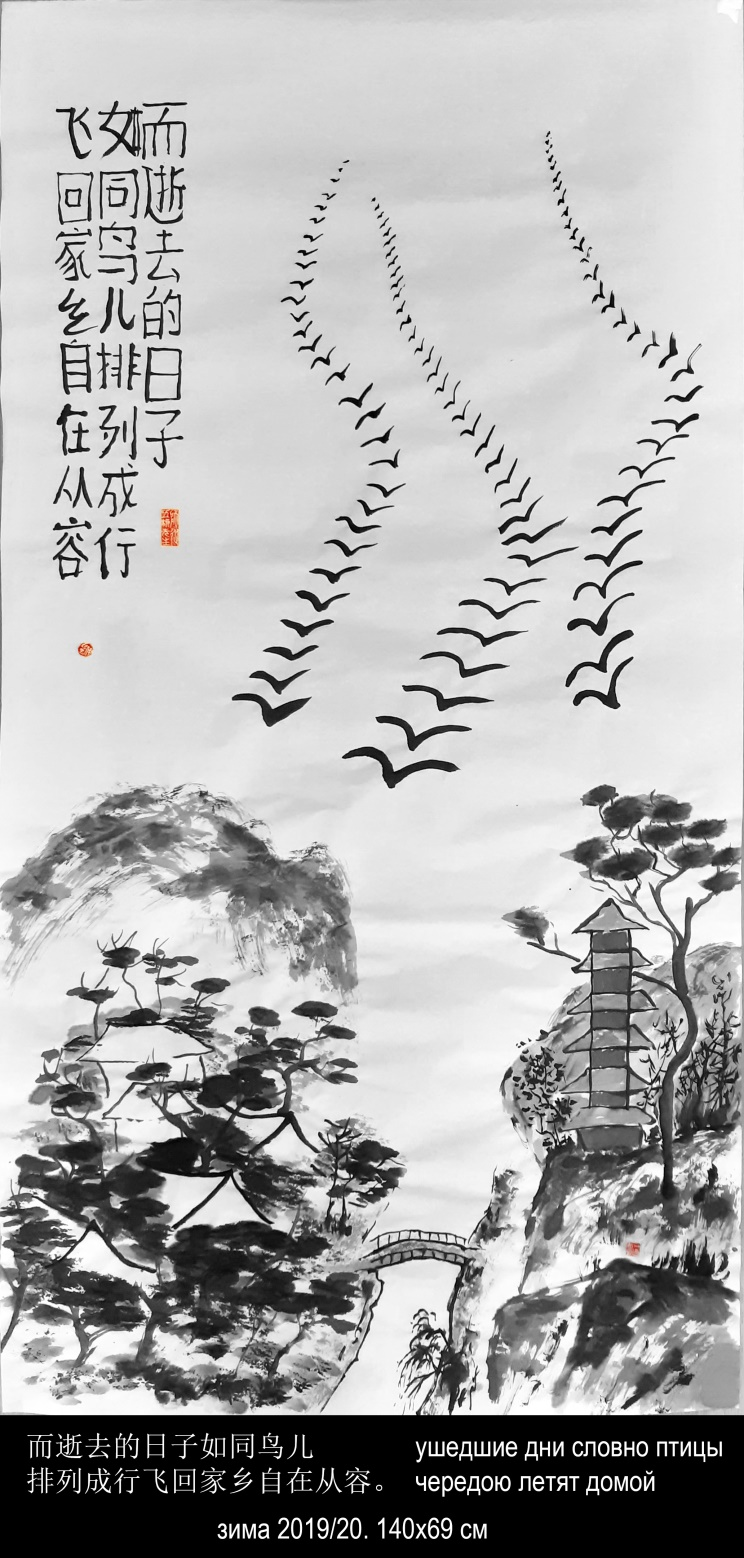 而逝去的日子
如同鸟儿排列成行
飞回家乡自在从容
而逝去的日子如同鸟儿
排列成行飞回家乡自在从容。
ушедшие дни словно птицы
чередою летят домой
зима 2019/20. 140x69 см